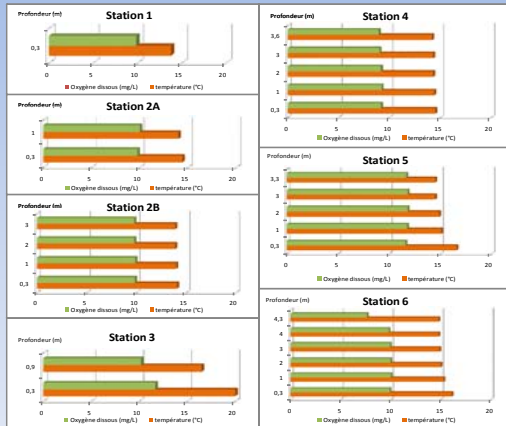 Profondeur (m) Station 1
0,3
0 5 10 15 20
Oxygène dissous (mg/L) température (°C)
Profondeur (m) Station 2A
1
0,3
0 5 10 15 20
Oxygène dissous (mg/L) température (°C)
Profondeur (m) Station 2B
3
2
1
0,3
0 5 10 15 20
Oxygène dissous (mg/L) température (°C)
Profondeur (m) Station 3
0,9
0,3
0 5 10 15 20
Oxygène dissous (mg/L) température (°C)
Profondeur (m) Station 4
3,6
3
2
1
0,3
0 5 10 15 20
Oxygène dissous (mg/L) température (°C)
Profondeur (m) Station 5
3,3
3
2
1
0,3
0 5 10 15 20
Oxygène dissous (mg/L) température (°C)
Profondeur (m) Station 6
4,3
4
3
2
1
0,3
0 5 10 15 20
Oxygène dissous (mg/L) température (°C)